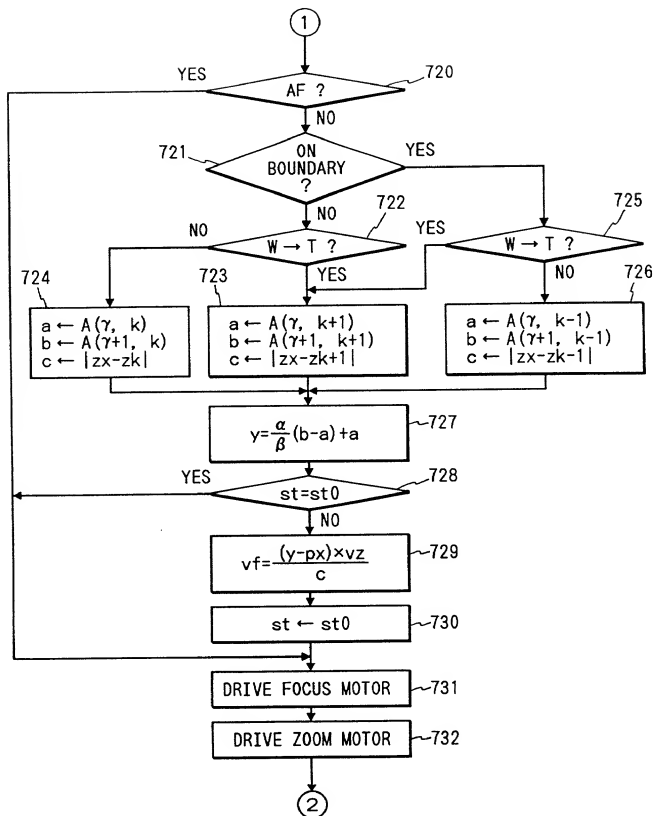 1
YES
AF ?
720
NO
721
ON
BOUNDARY
?
YES
NO
722
725
NO
W → T ?
YES
W → T ?
YES
NO
724
723
726
a ← A(γ, k)
b ← A(γ+1, k)
c ← |zx-zk|
a ← A(γ, k+1)
b ← A(γ+1, k+1)
c ← |zx-zk+1|
a ← A(γ, k-1)
b ← A(γ+1, k-1)
c ← |zx-zk-1|
y=α/β(b-a)+a
727
YES
st=st0
728
NO
vf=(y-px)×vz/c
729
st ← st0
730
DRIVE FOCUS MOTOR
731
DRIVE ZOOM MOTOR
732
2